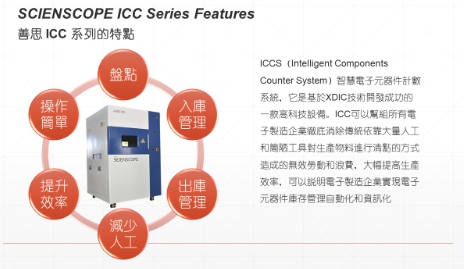 SCIENSCOPE ICC Series Features
善思 ICC 系列的特點
盤點
入庫
管理
出庫
管理
減少
人工
提升
效率
操作
簡單
SCIENSCOPE
ICCS（Intelligent Components
Counter System）智慧電子元器件計數
系統，它是基於XDIC技術開發成功的
一款高科技設備。ICC可以幫組所有電
子製造企業徹底消除傳統依靠大量人工
和簡陋工具對生產物料進行清點的方式
造成的無效勞動和浪費，大幅提高生產
效率，可以説明電子製造企業實現電子
元器件庫存管理自動化和資訊化